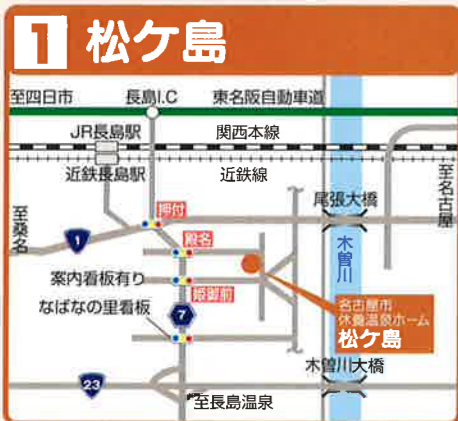 1 松ケ島
至四日市
長島I.C
東名阪自動車道
JR長島駅
関西本線
近鉄長島駅
近鉄線
至名古屋
尾張大橋
押付
至桑名
1
殿名
木曽川
案内看板有り
姫御前
なばなの里看板
7
名古屋市
休養温泉ホーム
松ケ島
木曽川大橋
23
至長島温泉